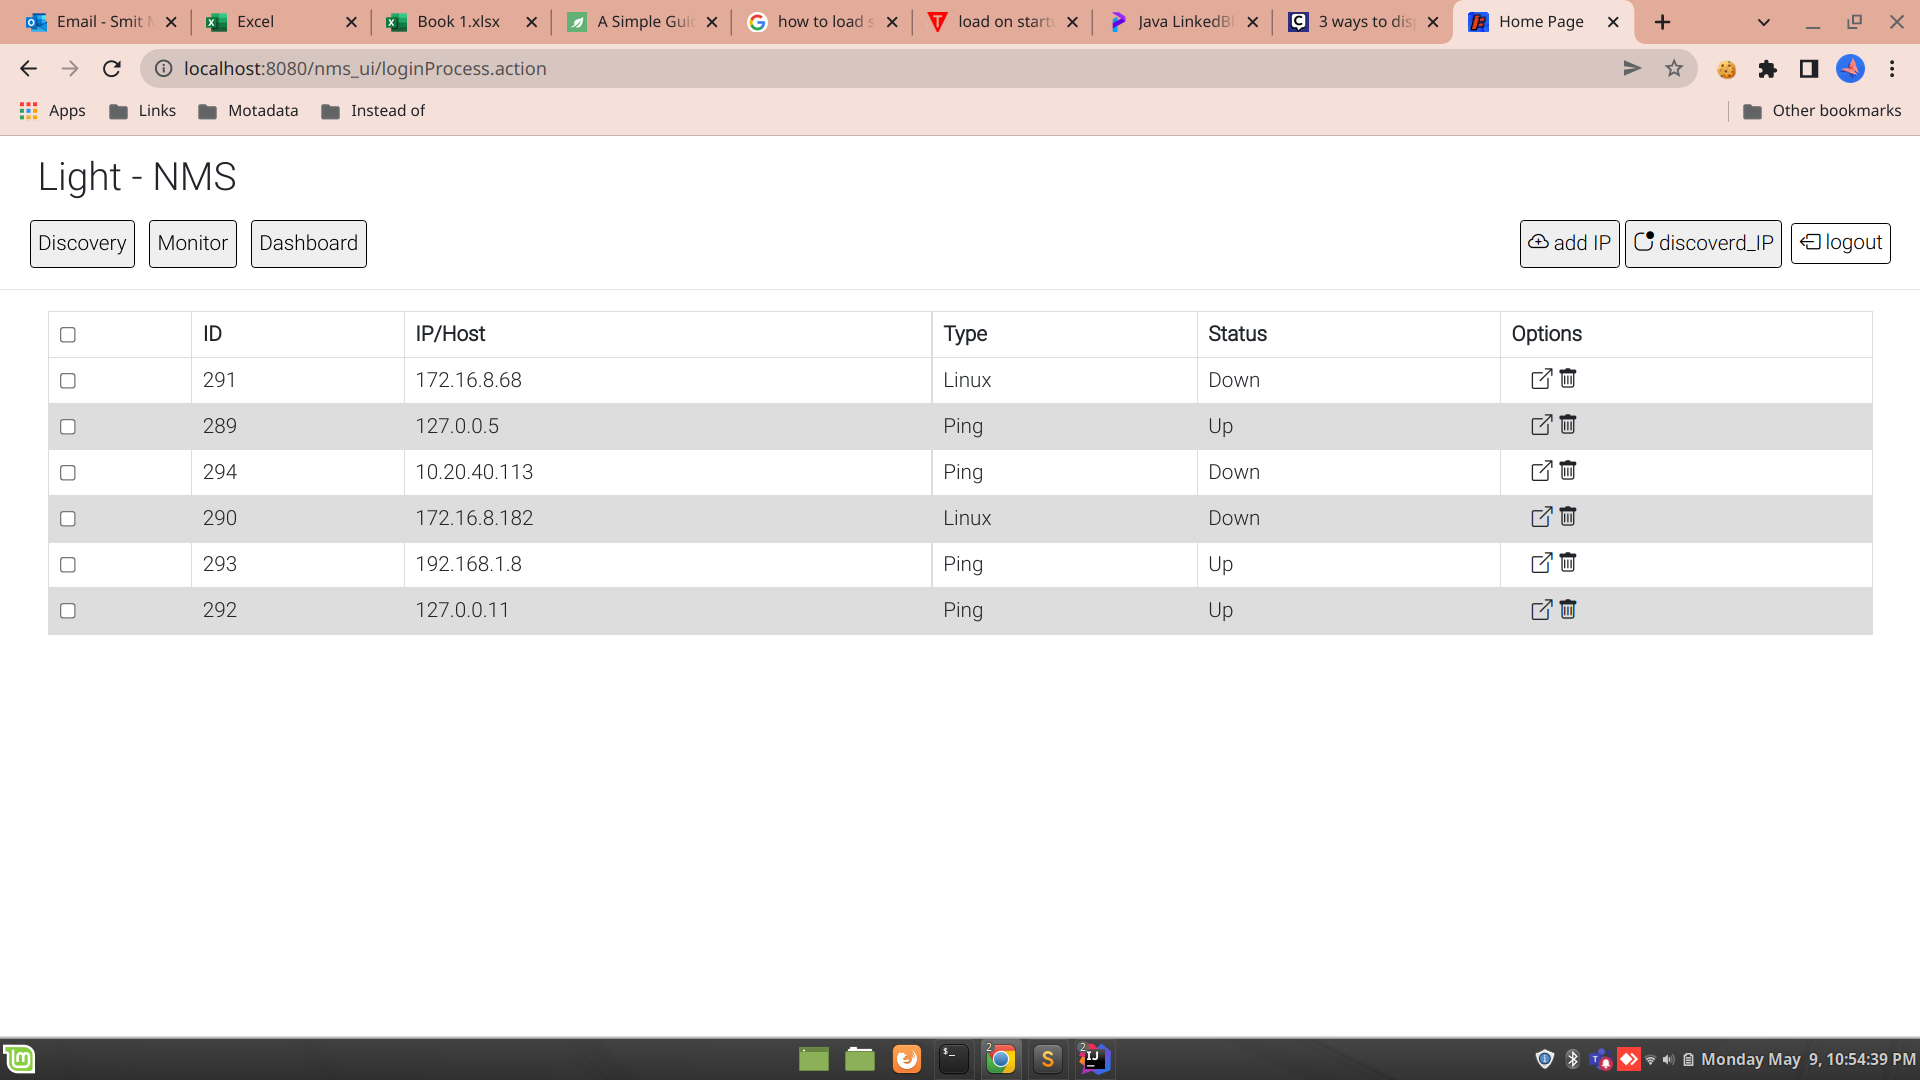 Email - Smit M Excel Book 1.xlsx A Simple Guid how to load s load on startu Java LinkedBl 3 ways to disp Home Page
localhost:8080/nms_ui/loginProcess.action
Apps Links Motadata Instead of Other bookmarks
Light - NMS
Discovery Monitor Dashboard add IP discoverd_IP logout
ID IP/Host Type Status Options
291 172.16.8.68 Linux Down
289 127.0.0.5 Ping Up
294 10.20.40.113 Ping Down
290 172.16.8.182 Linux Down
293 192.168.1.8 Ping Up
292 127.0.0.11 Ping Up
2 2 Monday May 9, 10:54:39 PM